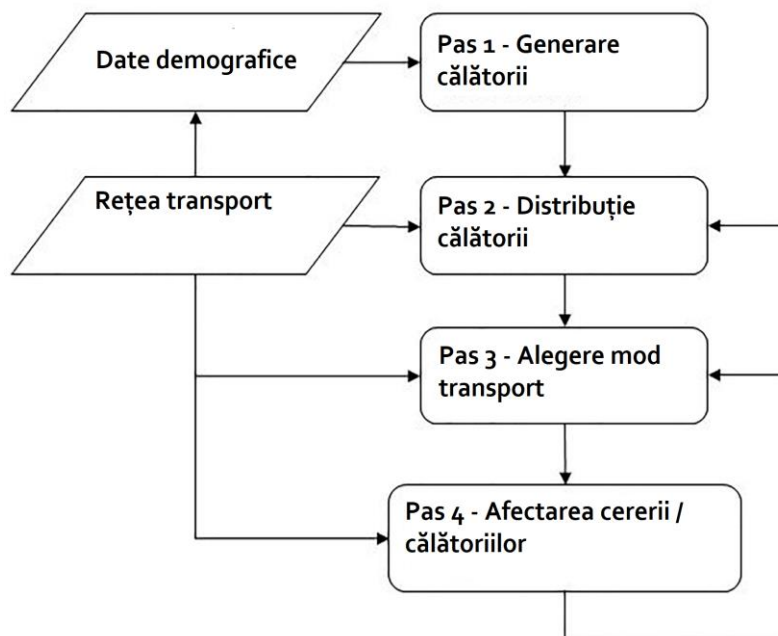 Date demografice
Pas 1 - Generare
călătorii
Rețea transport
Pas 2 - Distribuție
călătorii
Pas 3 - Alegere mod
transport
Pas 4 - Afectarea cererii /
călătoriilor